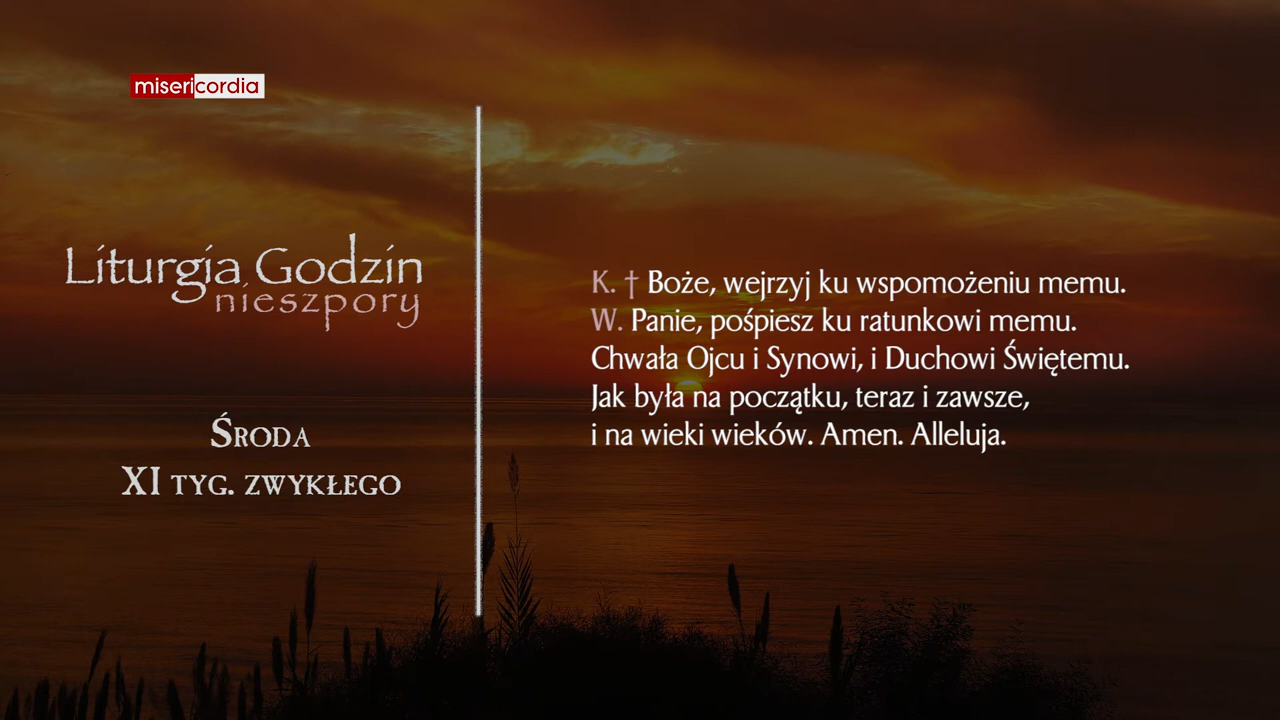 misericordia
Liturgia Godzin
nieszpory
Środa
XI tyg. zwykłego
K. † Boże, wejrzyj ku wspomożeniu memu.
W. Panie, pośpiesz ku ratunkowi memu.
Chwała Ojcu i Synowi, i Duchowi Świętemu.
Jak była na początku, teraz i zawsze,
i na wieki wieków. Amen. Alleluja.